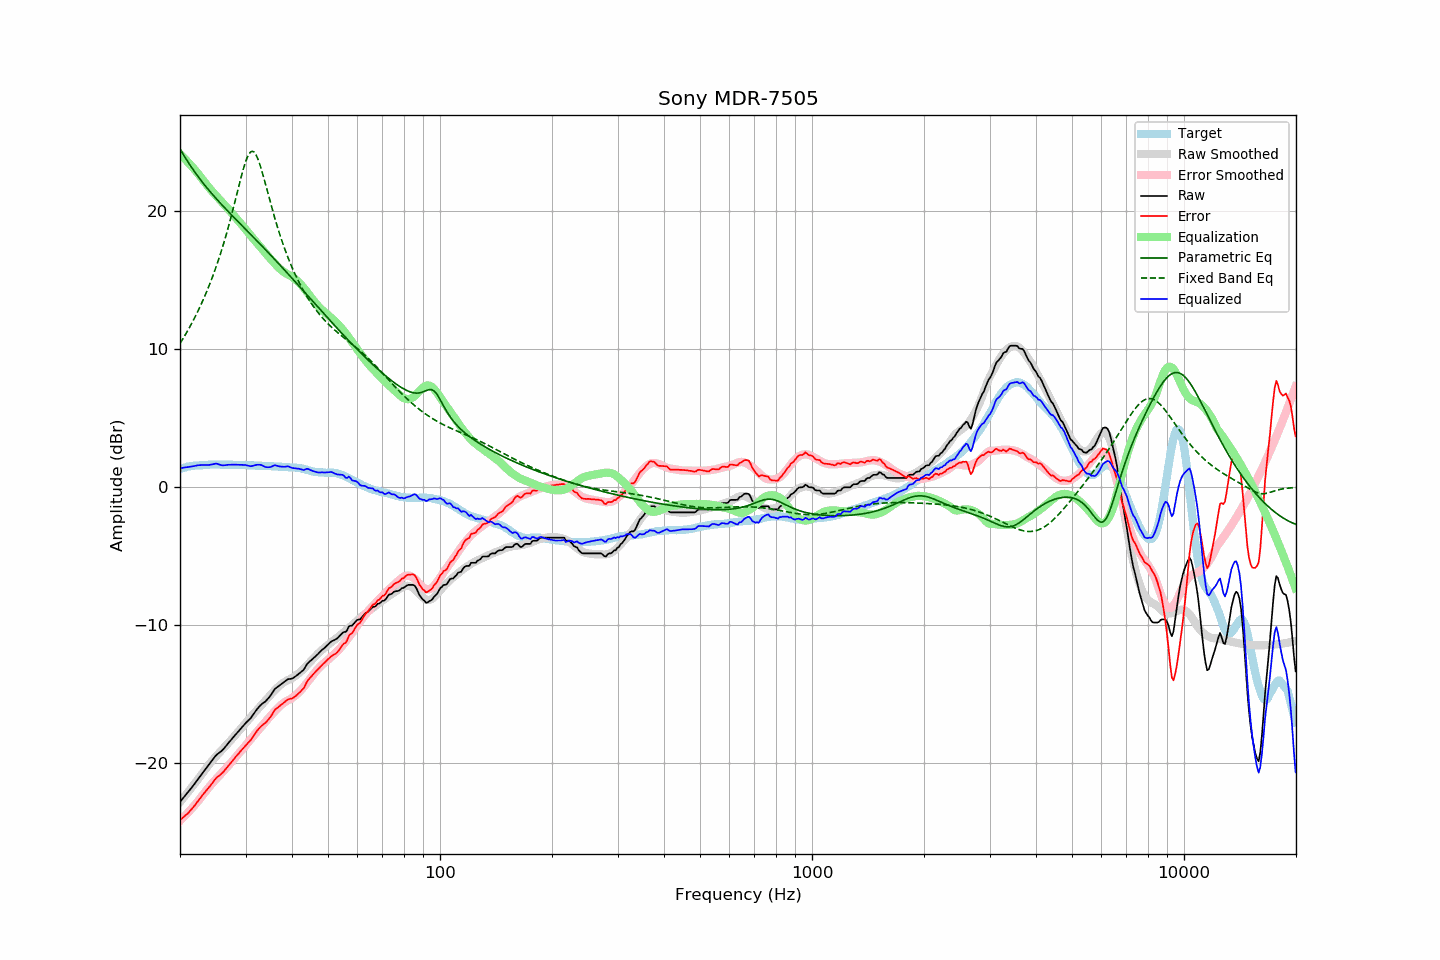 Sony MDR-7505
Target
Raw Smoothed
Error Smoothed
Raw
Error
Equalization
Parametric Eq
Fixed Band Eq
Equalized
20
10
0
−10
−20
Amplitude (dBr)
100
1000
10000
Frequency (Hz)